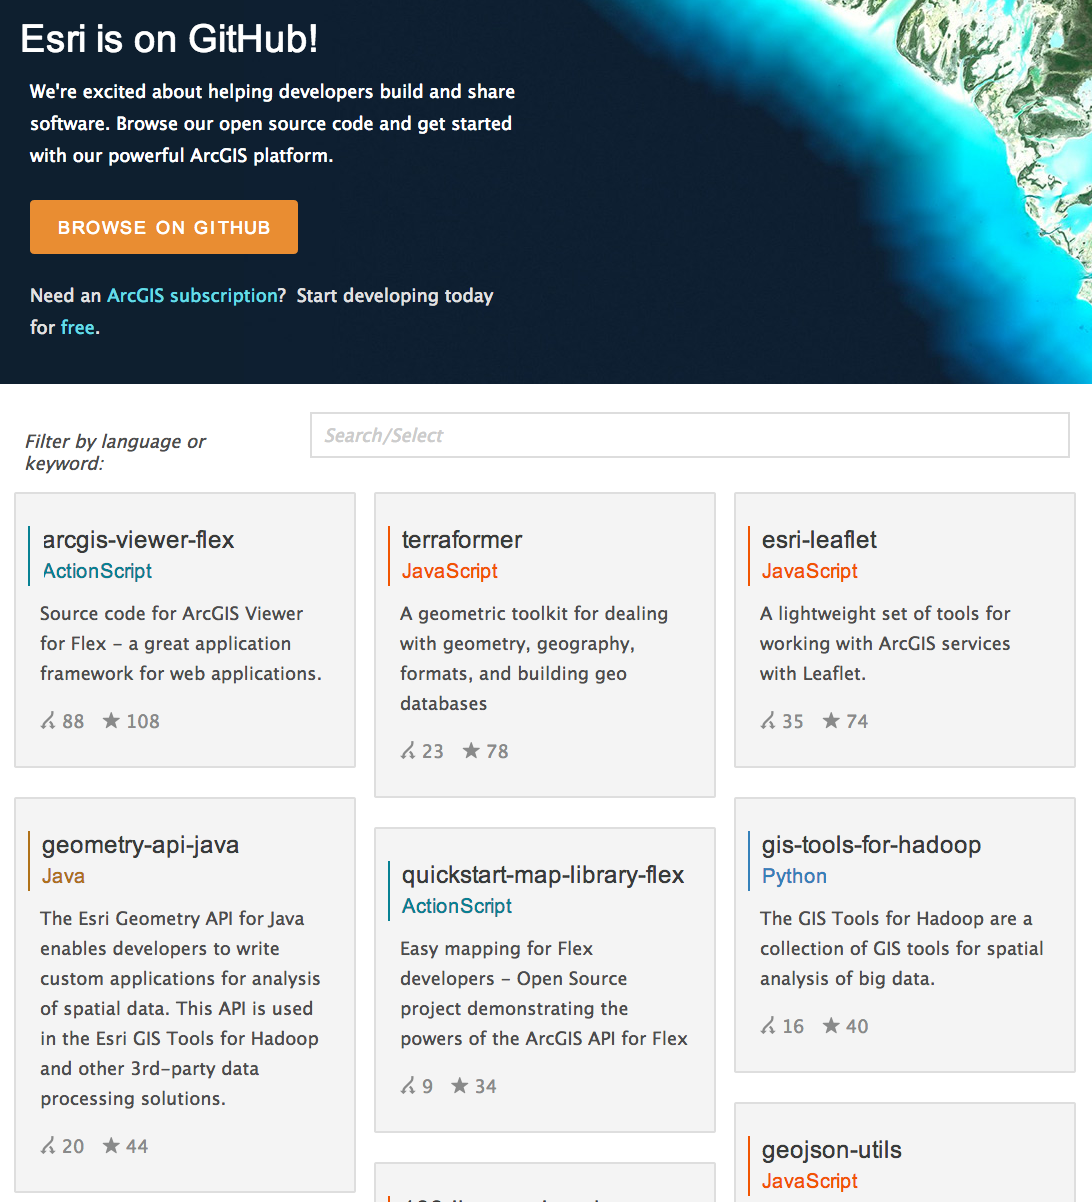 Esri is on GitHub!
We're excited about helping developers build and share
software. Browse our open source code and get started
with our powerful ArcGIS platform.
BROWSE ON GITHUB
Need an ArcGIS subscription? Start developing today
for free.
Filter by language or
keyword:
Search/Select
arcgis-viewer-flex
ActionScript
Source code for ArcGIS Viewer
for Flex – a great application
framework for web applications.
88 108
terraformer
JavaScript
A geometric toolkit for dealing
with geometry, geography,
formats, and building geo
databases
23 78
esri-leaflet
JavaScript
A lightweight set of tools for
working with ArcGIS services
with Leaflet.
35 74
geometry-api-java
Java
The Esri Geometry API for Java
enables developers to write
custom applications for analysis
of spatial data. This API is used
in the Esri GIS Tools for Hadoop
and other 3rd-party data
processing solutions.
20 44
quickstart-map-library-flex
ActionScript
Easy mapping for Flex
developers – Open Source
project demonstrating the
powers of the ArcGIS API for Flex
9 34
gis-tools-for-hadoop
Python
The GIS Tools for Hadoop are a
collection of GIS tools for spatial
analysis of big data.
16 40
geojson-utils
JavaScript